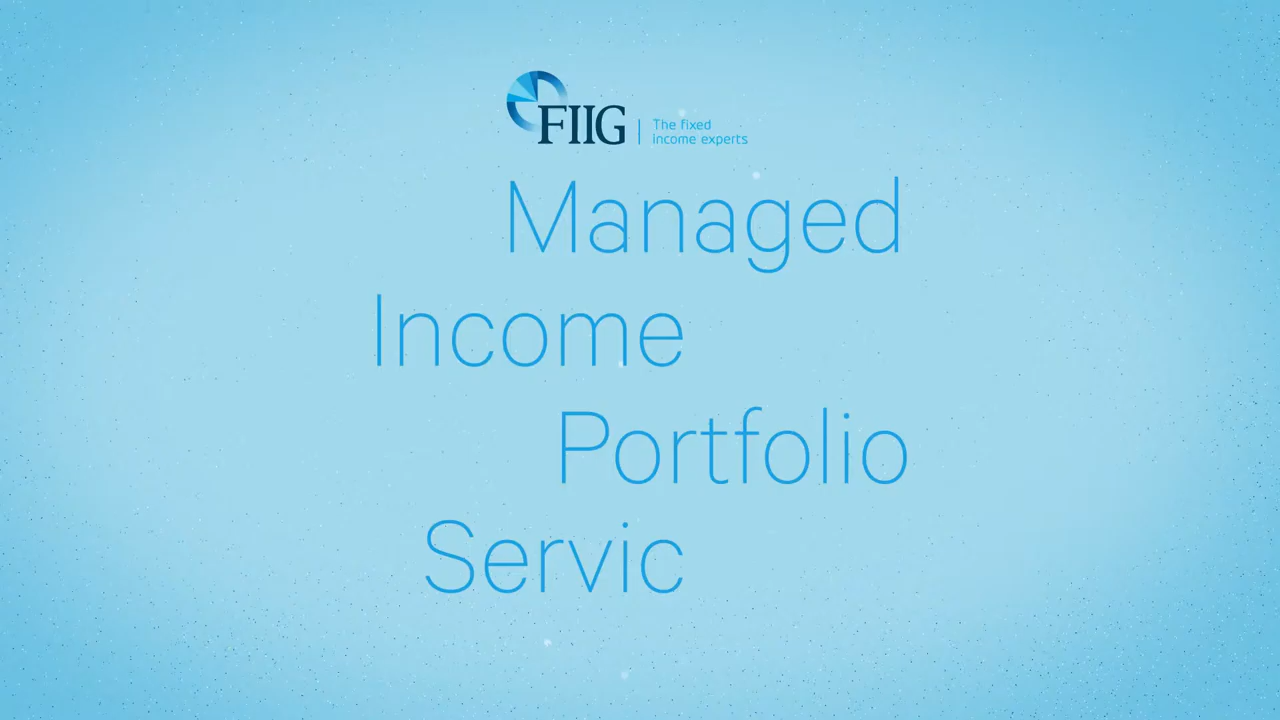 FIIG
The fixed
income experts
Managed
Income
Portfolio
Servic